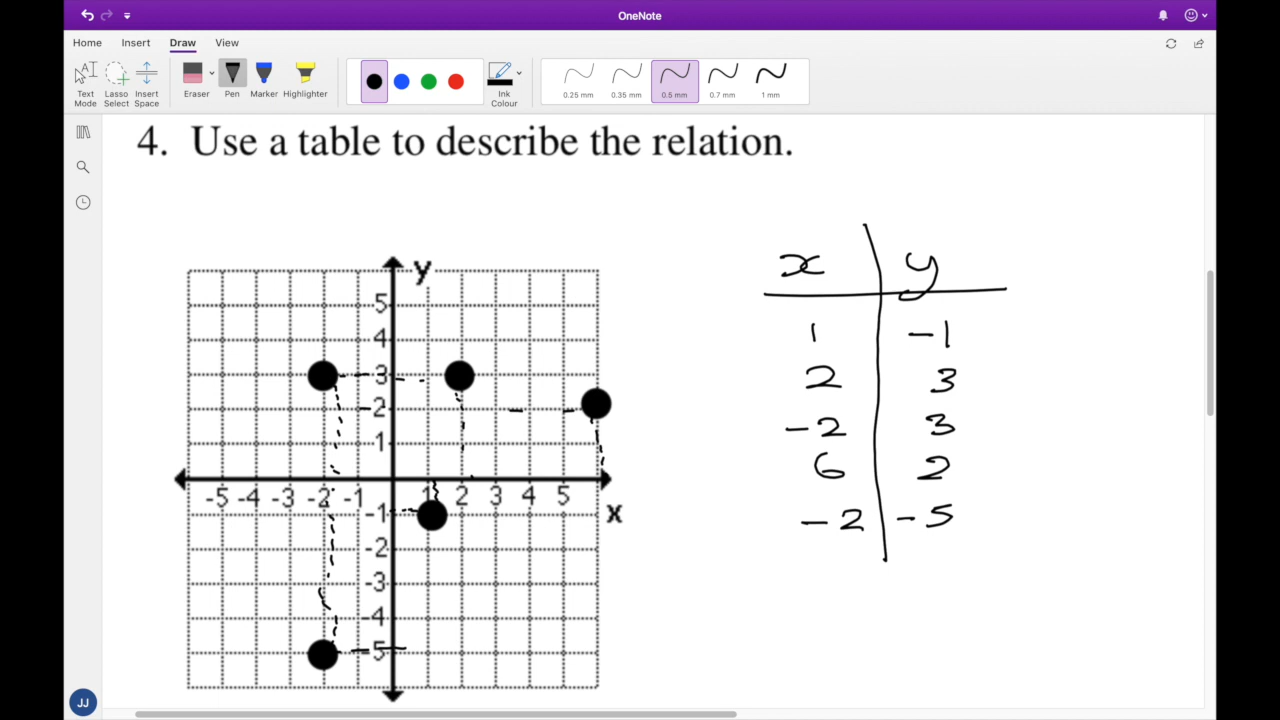 OneNote
Home Insert Draw View
Text Mode
Lasso Select
Insert Space
Eraser
Pen
Marker
Highlighter
Ink Colour
0.25 mm
0.35 mm
0.5 mm
0.7 mm
1 mm
4. Use a table to describe the relation.
y
5
4
3
2
1
-5 -4 -3 -2 -1 1 2 3 4 5
x
-1
-2
-3
-4
-5
x y
1 -1
2 3
-2 3
6 2
-2 -5
JJ